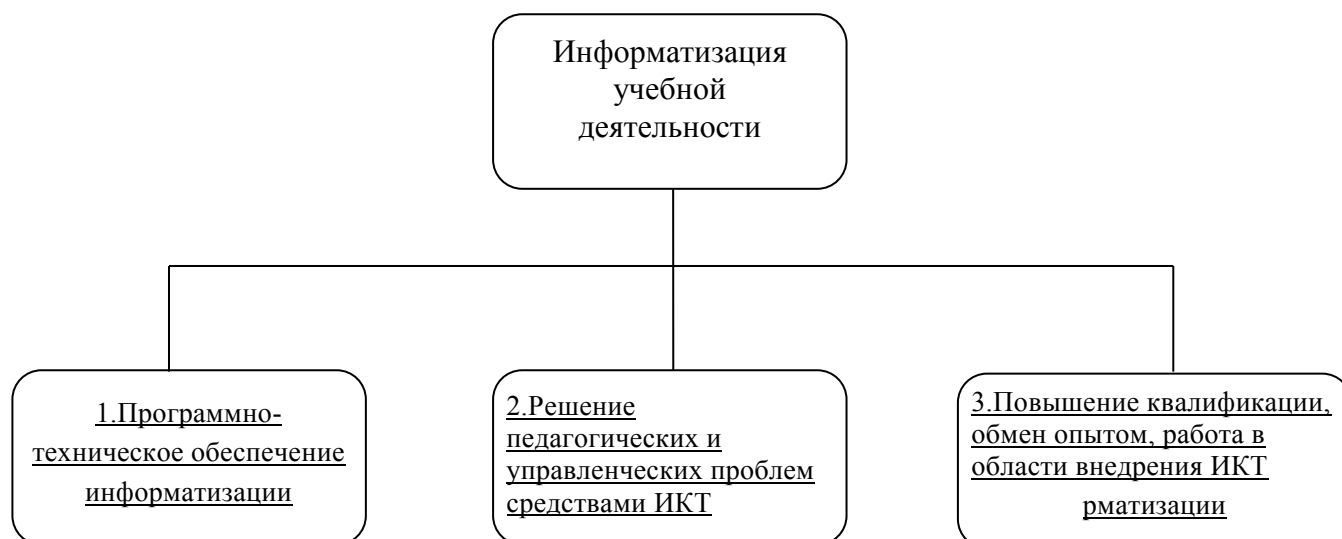 Информатизация
учебной
деятельности
1.Программно-
техническое обеспечение
информатизации
2.Решение
педагогических и
управленческих проблем
средствами ИКТ
3.Повышение квалификации,
обмен опытом, работа в
области внедрения ИКТ
рматизации